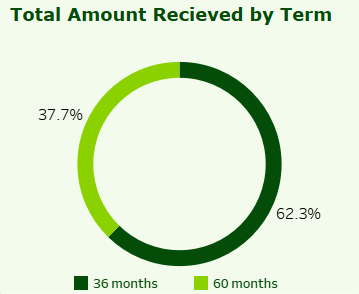 Total Amount Recieved by Term
37.7%
62.3%
36 months
60 months